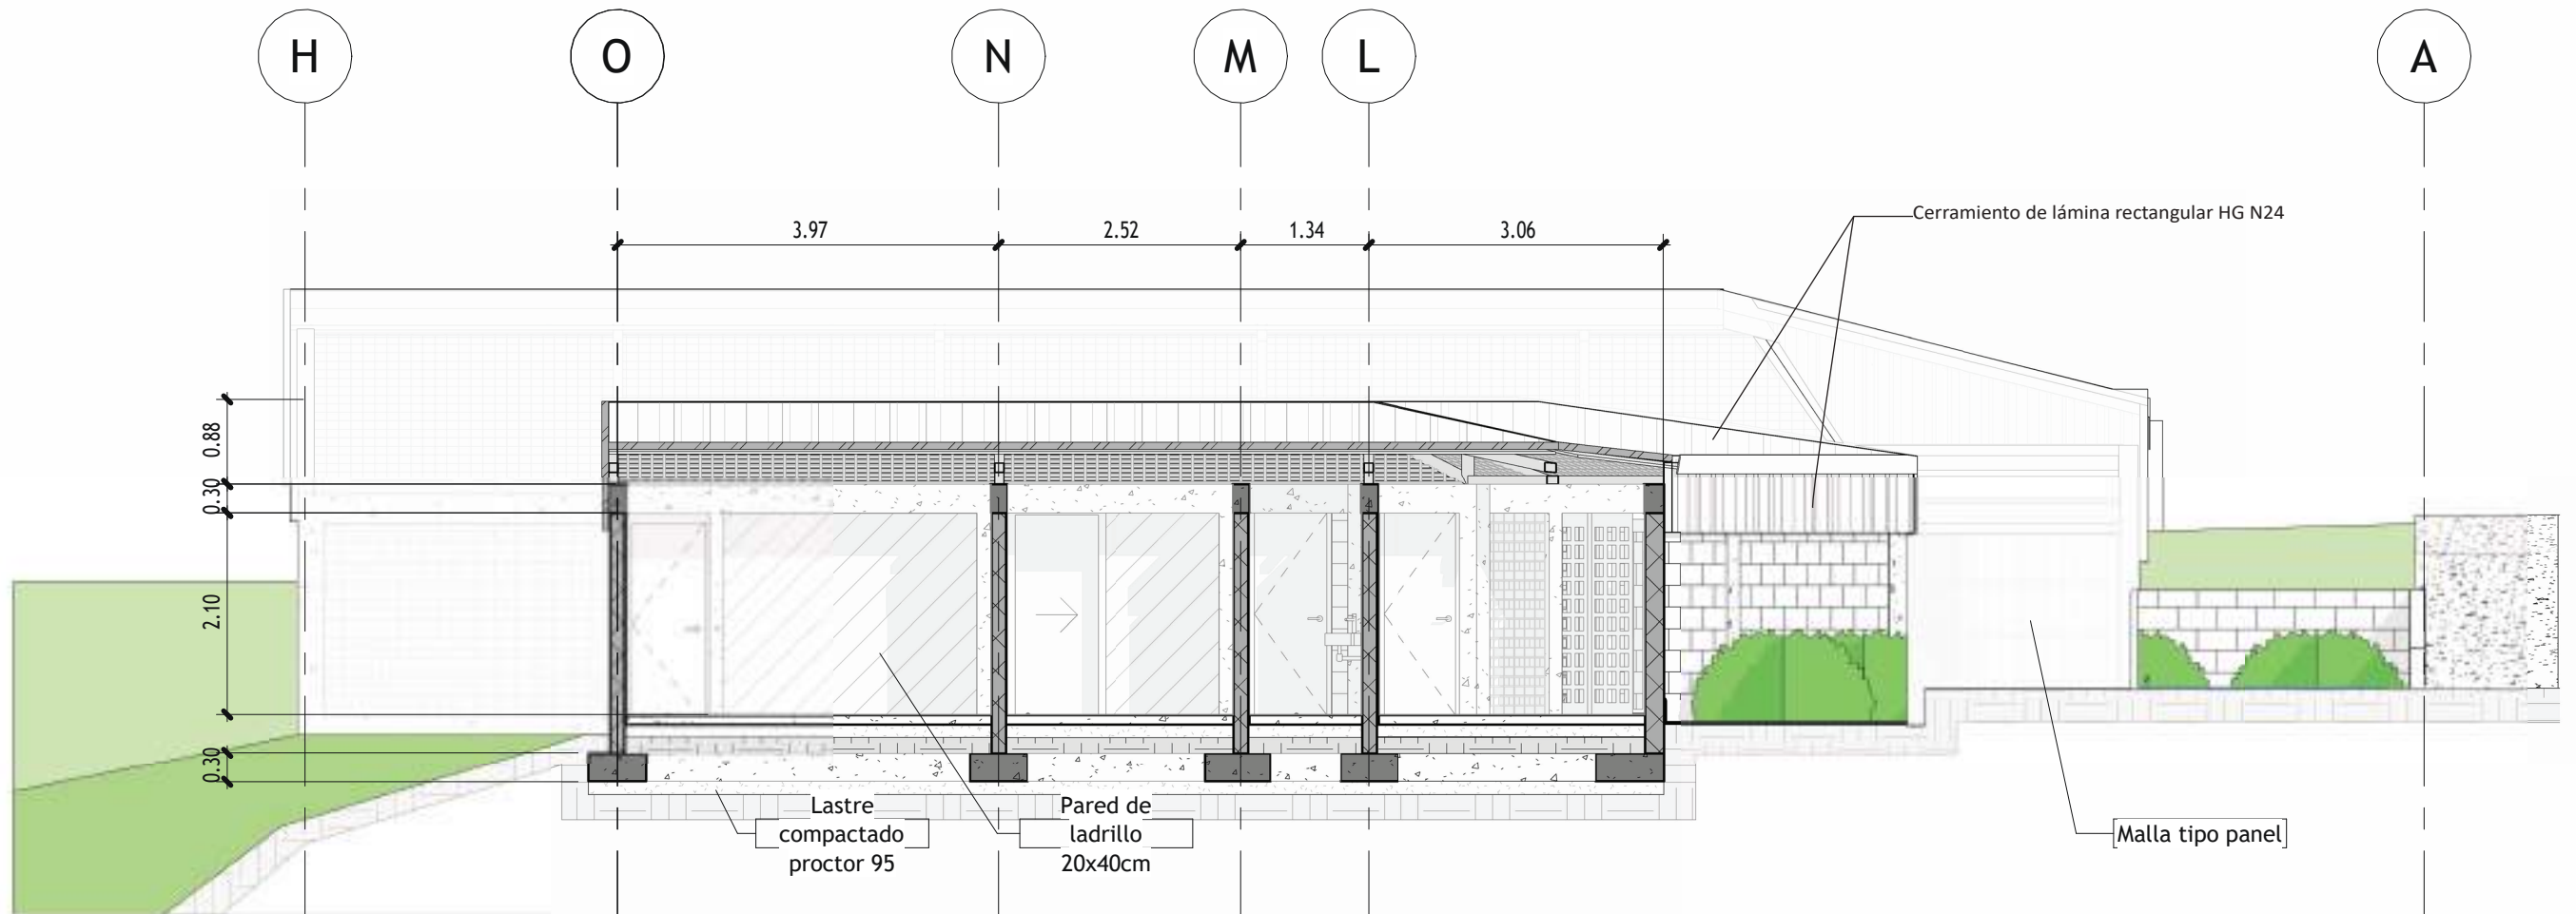 H
O
N
M
L
A
Cerramiento de lámina rectangular HG N24
3.97
2.52
1.34
3.06
0.88
0.30
2.10
0.30
Lastre
compactado
proctor 95
Pared de
ladrillo
20x40cm
Malla tipo panel